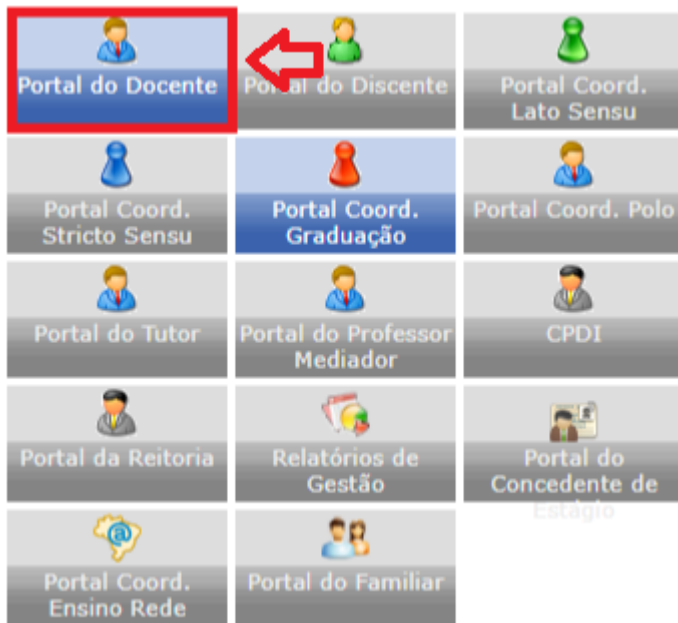 Portal do Docente
Portal do Discente
Portal Coord.
Lato Sensu
Portal Coord.
Stricto Sensu
Portal Coord.
Graduação
Portal Coord. Polo
Portal do Tutor
Portal do Professor
Mediador
CPDI
Portal da Reitoria
Relatórios de
Gestão
Portal do
Concedente de
Estágio
Portal Coord.
Ensino Rede
Portal do Familiar